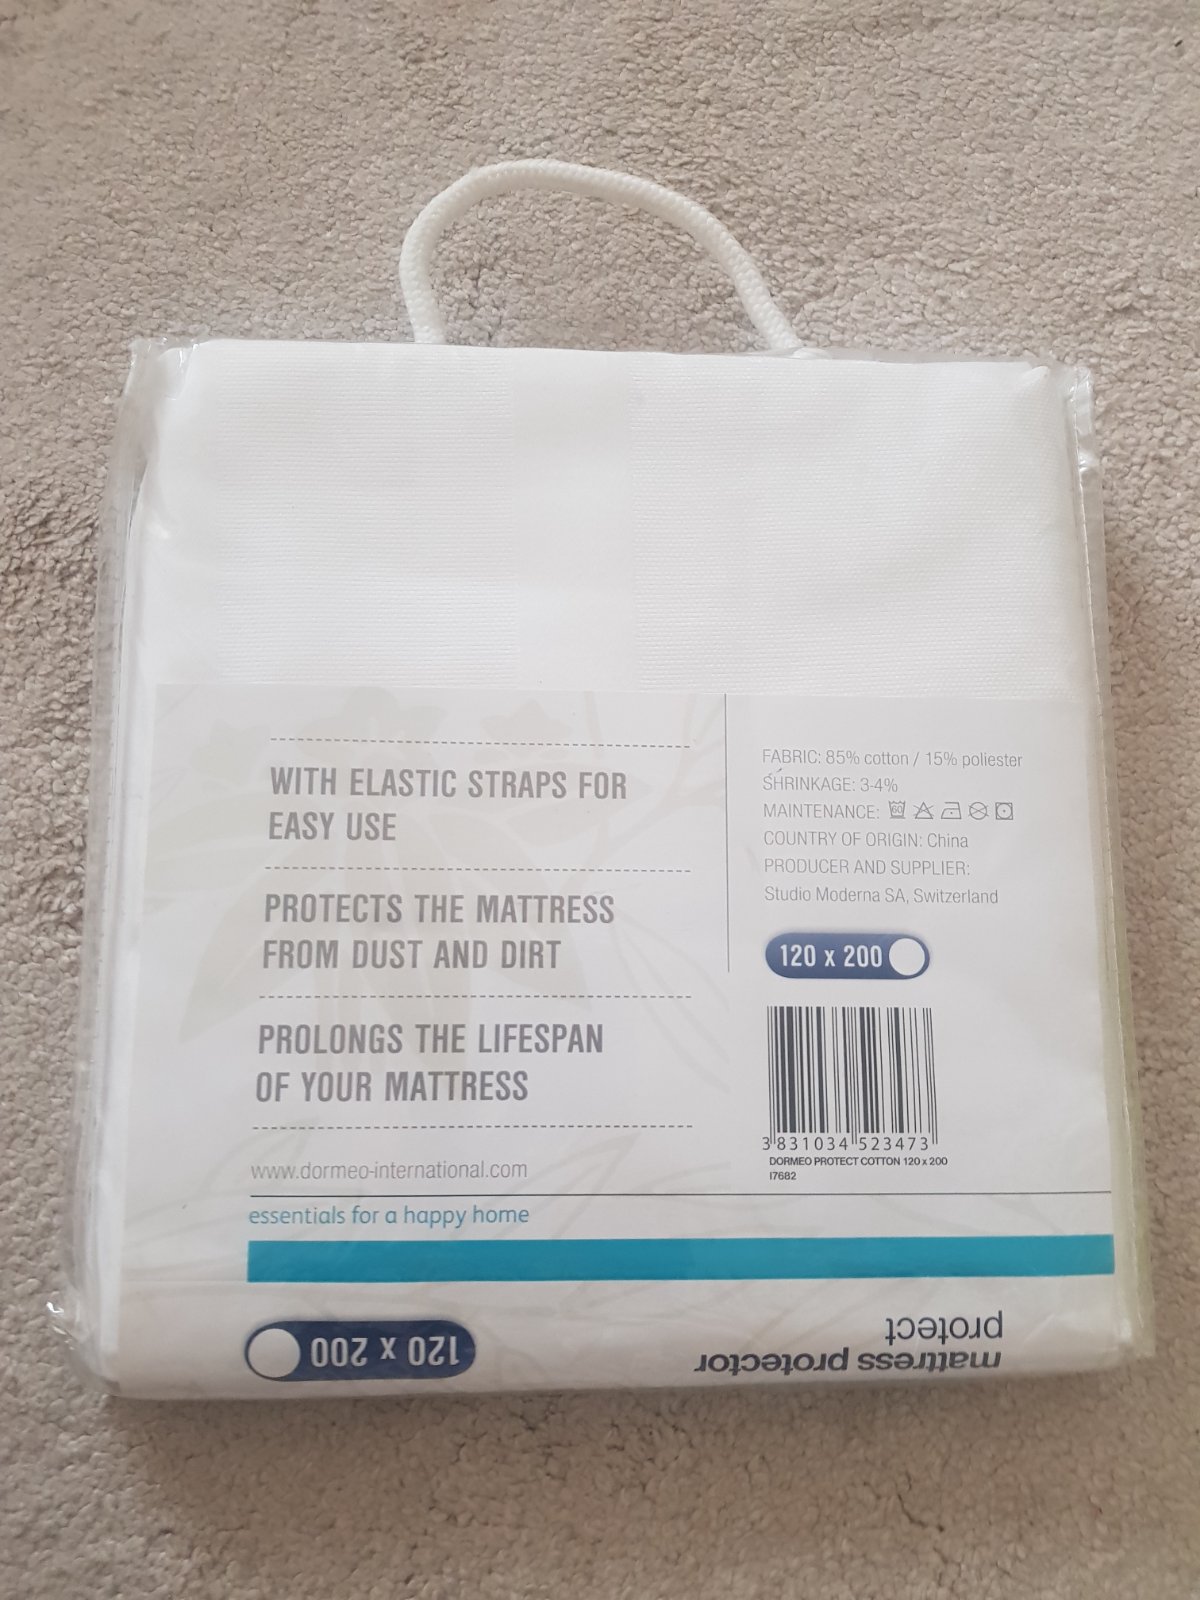 WITH ELASTIC STRAPS FOR
EASY USE
PROTECTS THE MATTRESS
FROM DUST AND DIRT
PROLONGS THE LIFESPAN
OF YOUR MATTRESS
www.dormeo-international.com
essentials for a happy home
FABRIC: 85% cotton / 15% poliester
SHRINKAGE: 3-4%
MAINTENANCE: 60
COUNTRY OF ORIGIN: China
PRODUCER AND SUPPLIER:
Studio Moderna SA, Switzerland
120 x 200
3831034523473
DORMEO PROTECT COTTON 120 x 200
I7682
mattress protector
protect
120 x 200